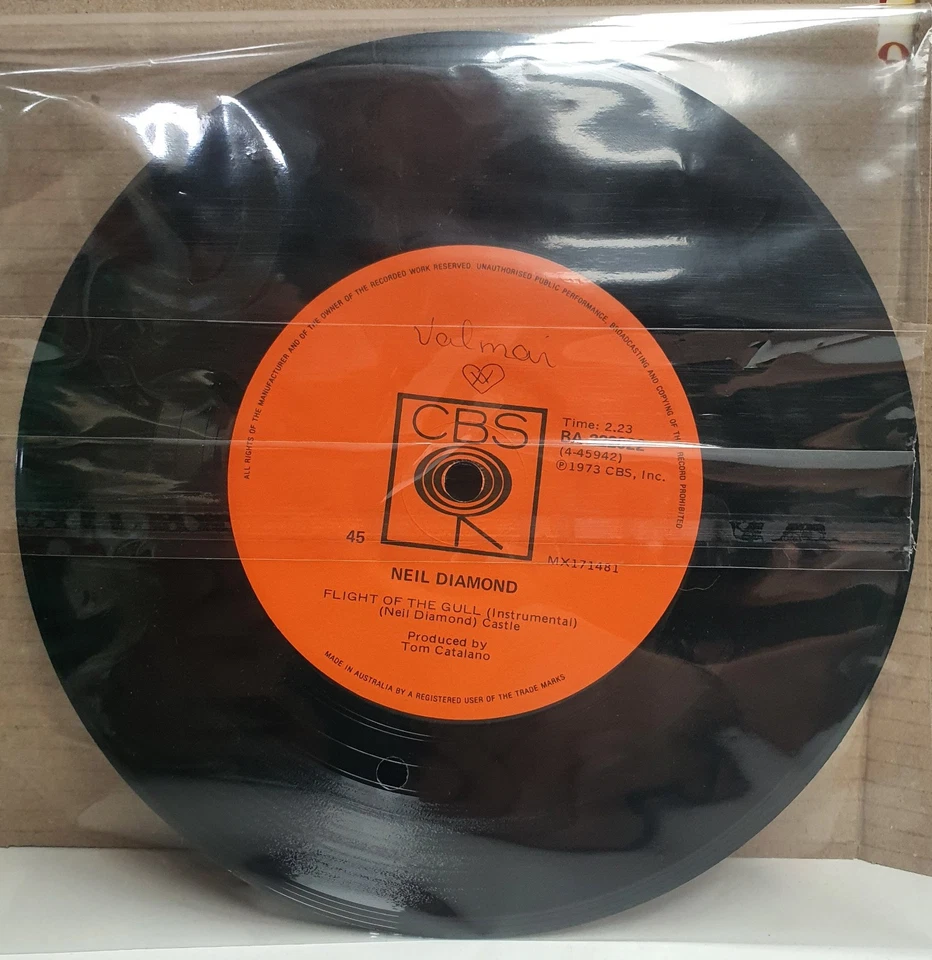 ALL RIGHTS OF THE MANUFACTURER AND OF THE OWNER OF THE RECORDED WORK RESERVED UNAUTHORISED PUBLIC PERFORMANCE, BROADCASTING AND COPYING OF TH RECORD PROHIBITED
Valmai
CBS
Time: 2.23
BA
(4-45942)
℗1973 CBS, Inc.
45
MX171481
NEIL DIAMOND
FLIGHT OF THE GULL (Instrumental)
(Neil Diamond) Castle
Produced by
Tom Catalano
MADE IN AUSTRALIA BY A REGISTERED USER OF THE TRADE MARKS